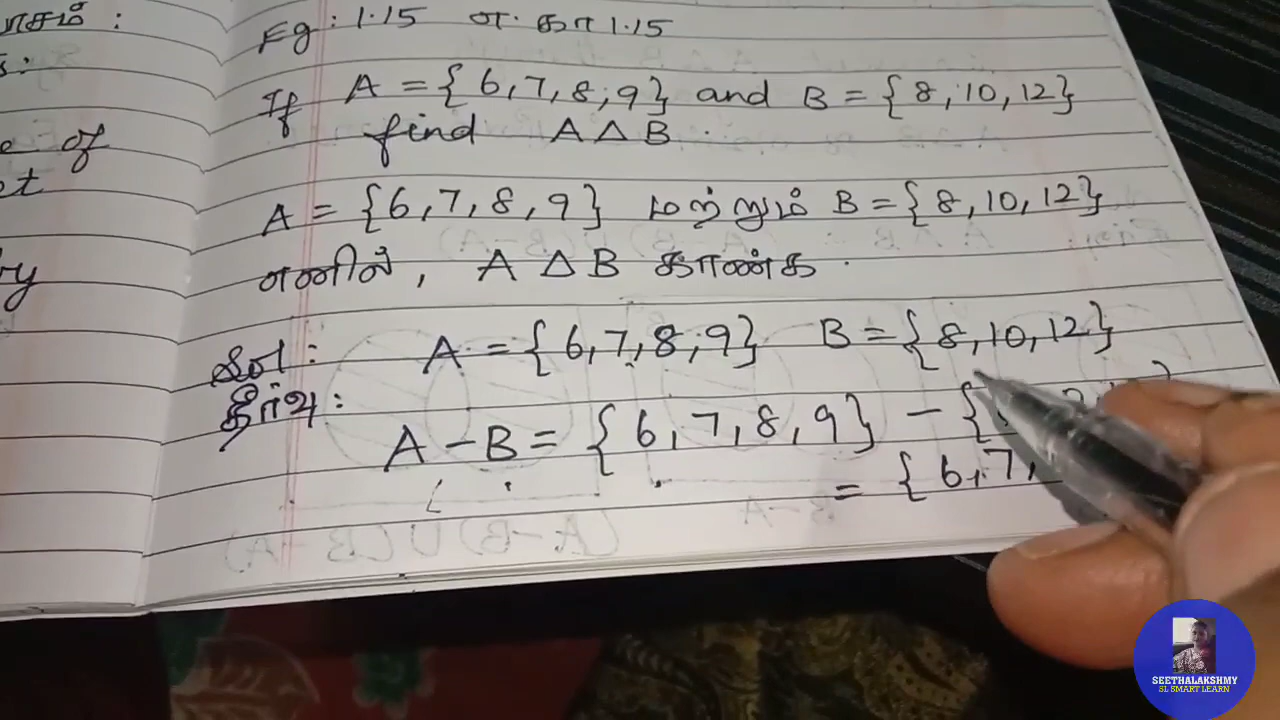 Eg : 1.15 எ. கா 1.15
If A = {6, 7, 8, 9} and B = {8, 10, 12}
find A Δ B.
A = {6, 7, 8, 9} மற்றும் B = {8, 10, 12}
எனில், A Δ B காண்க.
Sol : A = {6, 7, 8, 9} B = {8, 10, 12}
தீர்வு :
A − B = {6, 7, 8, 9} − {
= {6, 7,
of
SEETHALAKSHMY
SL SMART LEARN